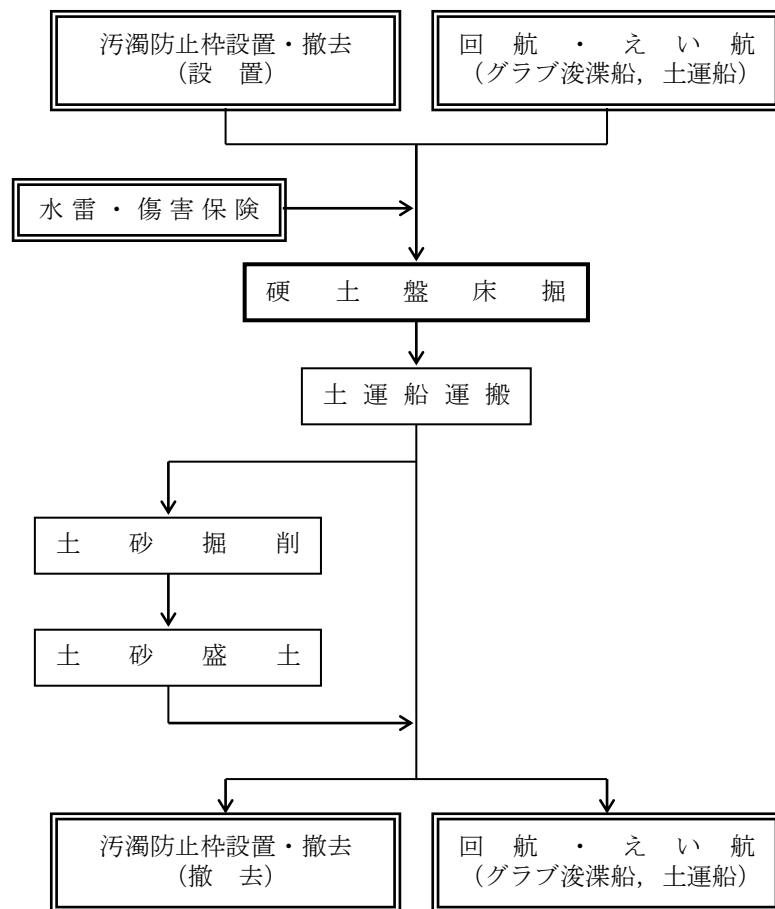 汚濁防止枠設置・撤去
(設　置)
回　航　・　え　い　航
(グラブ浚渫船，土運船)
水雷・傷害保険
硬　土　盤　床　掘
土運船運搬
土　砂　掘　削
土　砂　盛　土
汚濁防止枠設置・撤去
(撤　去)
回　航　・　え　い　航
(グラブ浚渫船，土運船)